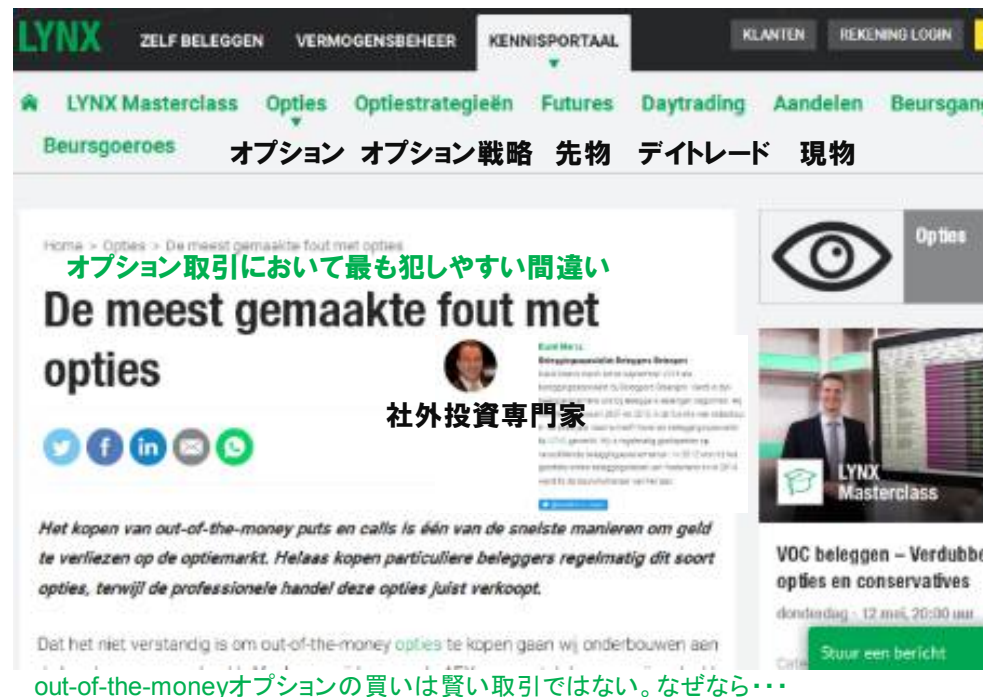 LYNX ZELF BELEGGEN VERMOGENSBEHEER KENNISPORTAAL KLANTEN REKENING LOGIN
LYNX Masterclass Opties Optiestrategieën Futures Daytrading Aandelen Beursgang
Beursgoeroes
オプション オプション戦略 先物 デイトレード 現物
Home > Opties > De meest gemaakte fout met opties
オプション取引において最も犯しやすい間違い
De meest gemaakte fout met
opties
社外投資専門家
Het kopen van out-of-the-money puts en calls is één van de snelste manieren om geld
te verliezen op de optiemarkt. Helaas kopen particuliere beleggers regelmatig dit soort
opties, terwijl de professionele handel deze opties juist verkoopt.
Dat het niet verstandig is om out-of-the-money opties te kopen gaan wij onderbouwen aan
out-of-the-moneyオプションの買いは賢い取引ではない。なぜなら・・・
Opties
LYNX
Masterclass
VOC beleggen – Verdubbe
opties en conservatives
donderdag - 12 mei, 20:00 uur
Stuur een bericht